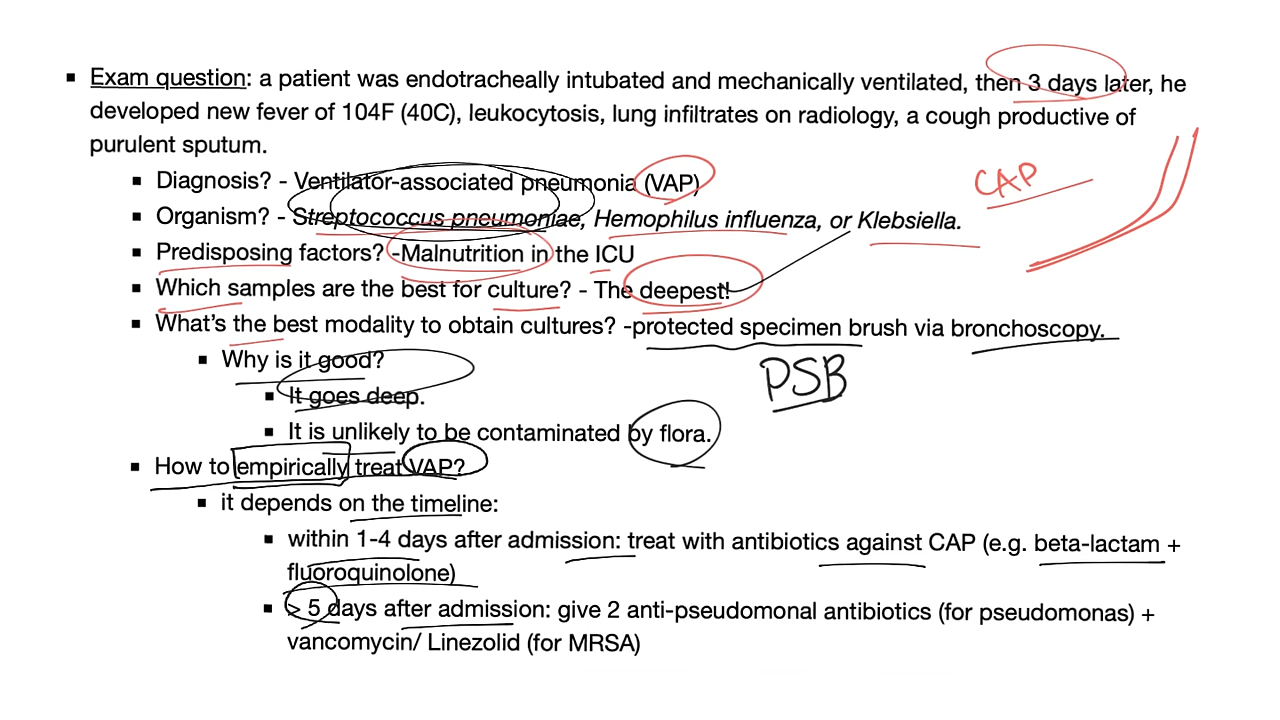 ▪ Exam question: a patient was endotracheally intubated and mechanically ventilated, then 3 days later, he
developed new fever of 104F (40C), leukocytosis, lung infiltrates on radiology, a cough productive of
purulent sputum.
▪ Diagnosis? - Ventilator-associated pneumonia (VAP)
CAP
▪ Organism? - Streptococcus pneumoniae, Hemophilus influenza, or Klebsiella.
▪ Predisposing factors? -Malnutrition in the ICU
▪ Which samples are the best for culture? - The deepest!
▪ What's the best modality to obtain cultures? -protected specimen brush via bronchoscopy.
▪ Why is it good?
PSB
▪ It goes deep.
▪ It is unlikely to be contaminated by flora.
▪ How to empirically treat VAP?
▪ it depends on the timeline:
▪ within 1-4 days after admission: treat with antibiotics against CAP (e.g. beta-lactam +
fluoroquinolone)
▪ > 5 days after admission: give 2 anti-pseudomonal antibiotics (for pseudomonas) +
vancomycin/ Linezolid (for MRSA)